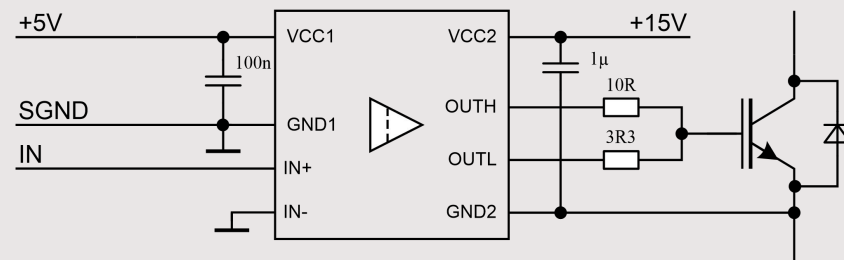 +5V
VCC1
VCC2
+15V
100n
1µ
10R
SGND
GND1
OUTH
3R3
IN
IN+
OUTL
IN-
GND2